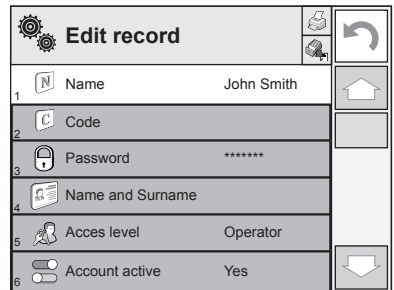 Edit record
1 N Name John Smith
2 C Code
3 Password *******
4 Name and Surname
5 Acces level Operator
6 Account active Yes